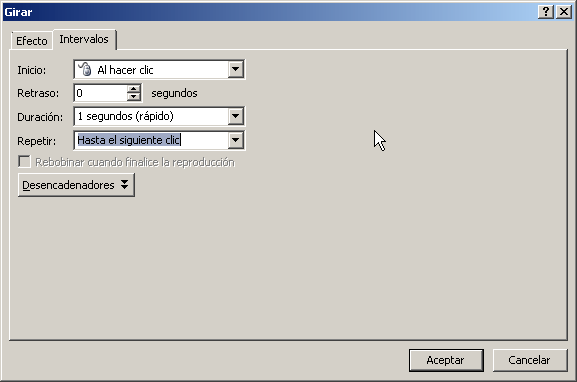 Girar
Efecto Intervalos
Inicio: Al hacer clic
Retraso: 0 segundos
Duración: 1 segundos (rápido)
Repetir: Hasta el siguiente clic
Rebobinar cuando finalice la reproducción
Desencadenadores
Aceptar Cancelar